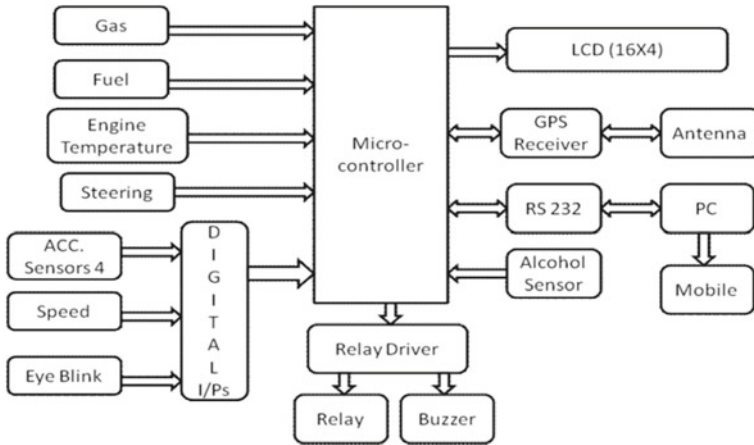 Gas
Fuel
Engine
Temperature
Steering
ACC.
Sensors 4
Speed
Eye Blink
D
I
G
I
T
A
L
I/Ps
Micro-
controller
LCD (16X4)
GPS
Receiver
Antenna
RS 232
PC
Alcohol
Sensor
Mobile
Relay Driver
Relay
Buzzer